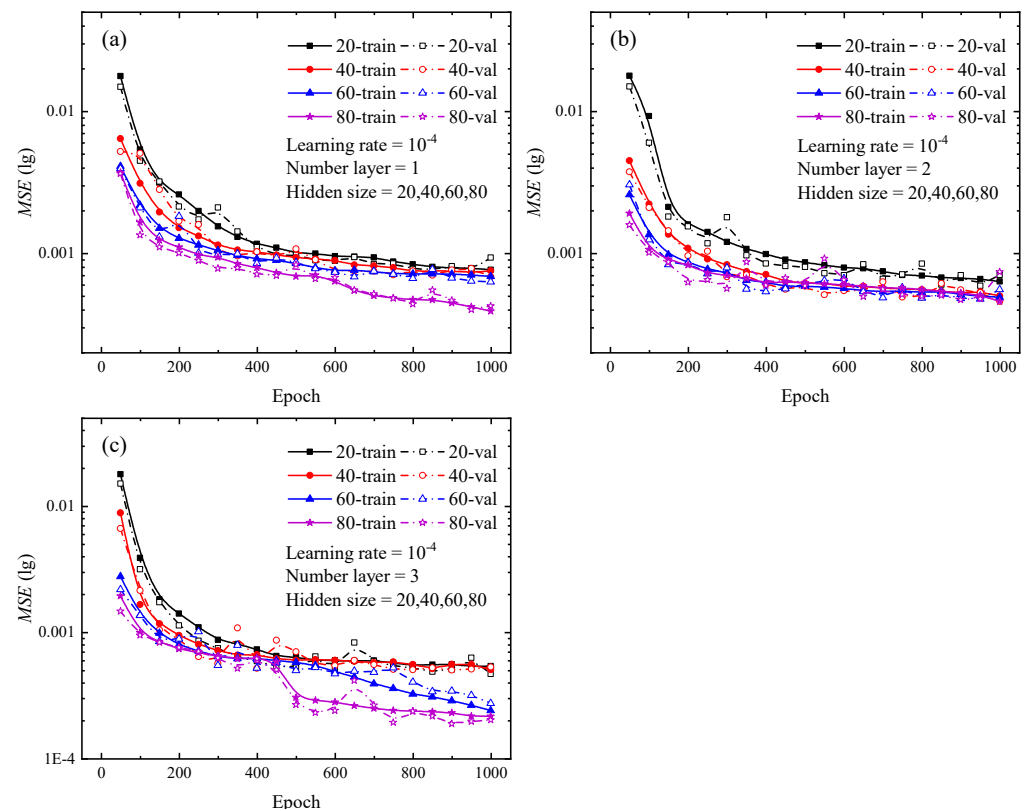 (a)
20-train 20-val
40-train 40-val
60-train 60-val
80-train 80-val
Learning rate = 10⁻⁴
Number layer = 1
Hidden size = 20,40,60,80
MSE (lg)
0.01
0.001
0 200 400 600 800 1000
Epoch
(b)
20-train 20-val
40-train 40-val
60-train 60-val
80-train 80-val
Learning rate = 10⁻⁴
Number layer = 2
Hidden size = 20,40,60,80
MSE (lg)
0.01
0.001
0 200 400 600 800 1000
Epoch
(c)
20-train 20-val
40-train 40-val
60-train 60-val
80-train 80-val
Learning rate = 10⁻⁴
Number layer = 3
Hidden size = 20,40,60,80
MSE (lg)
0.01
0.001
1E-4
0 200 400 600 800 1000
Epoch